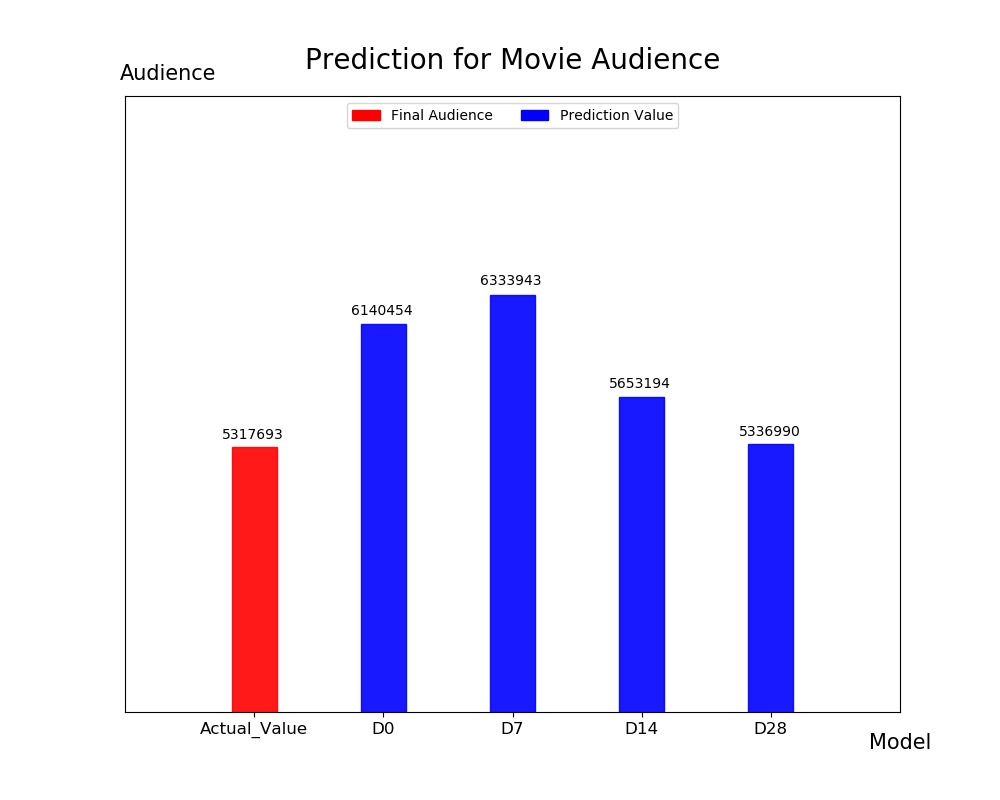 Prediction for Movie Audience
Audience
Final Audience
Prediction Value
6333943
6140454
5653194
5336990
5317693
Actual_Value
D0
D7
D14
D28
Model